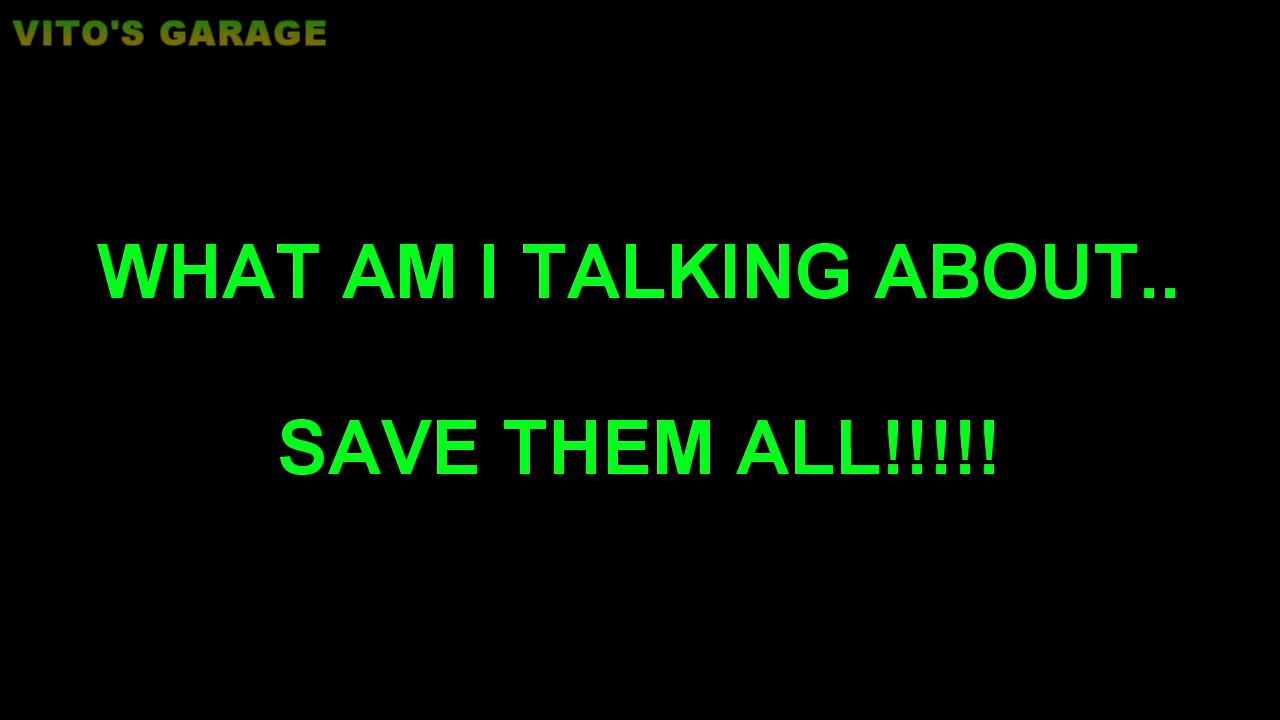 VITO'S GARAGE
WHAT AM I TALKING ABOUT..
SAVE THEM ALL!!!!!